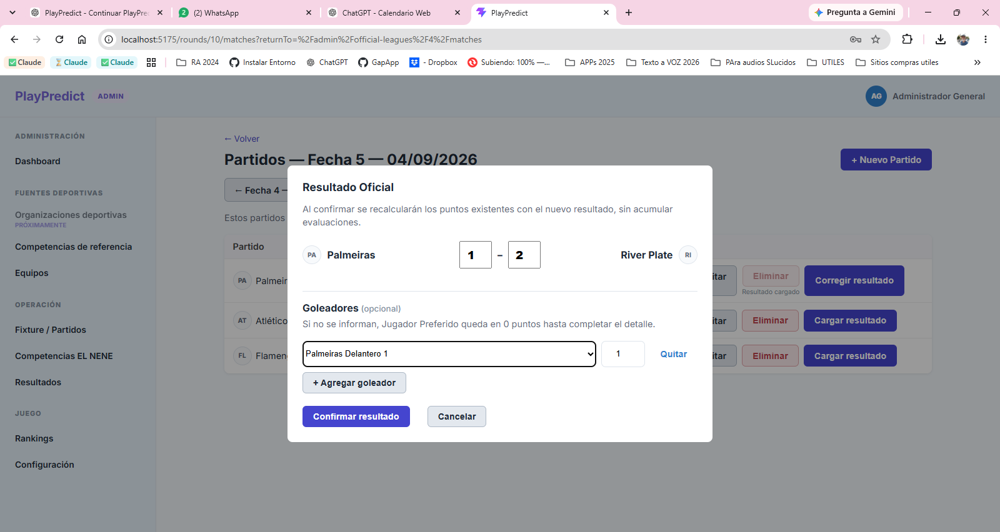 PlayPredict - Continuar PlayPre
(2) WhatsApp
ChatGPT - Calendario Web
PlayPredict
Pregunta a Gemini
localhost:5175/rounds/10/matches?returnTo=%2Fadmin%2Fofficial-leagues%2F4%2Fmatches
Claude
Claude
Claude
RA 2024
Instalar Entorno
ChatGPT
GapApp
- Dropbox
Subiendo: 100% —...
APPs 2025
Texto a VOZ 2026
PAra audios SLucidos
UTILES
Sitios compras utiles
PlayPredict ADMIN
AG Administrador General
ADMINISTRACIÓN
Dashboard
FUENTES DEPORTIVAS
Organizaciones deportivas
PRÓXIMAMENTE
Competencias de referencia
Equipos
OPERACIÓN
Fixture / Partidos
Competencias EL NENE
Resultados
JUEGO
Rankings
Configuración
← Volver
Partidos — Fecha 5 — 04/09/2026
+ Nuevo Partido
← Fecha 4 —
Estos partidos
Partido
PA Palmeir
itar
Eliminar
Resultado cargado
Corregir resultado
AT Atlético
itar
Eliminar
Cargar resultado
FL Flamen
itar
Eliminar
Cargar resultado
Resultado Oficial
Al confirmar se recalcularán los puntos existentes con el nuevo resultado, sin acumular
evaluaciones.
PA Palmeiras 1 – 2 River Plate RI
Goleadores (opcional)
Si no se informan, Jugador Preferido queda en 0 puntos hasta completar el detalle.
Palmeiras Delantero 1
1
Quitar
+ Agregar goleador
Confirmar resultado
Cancelar